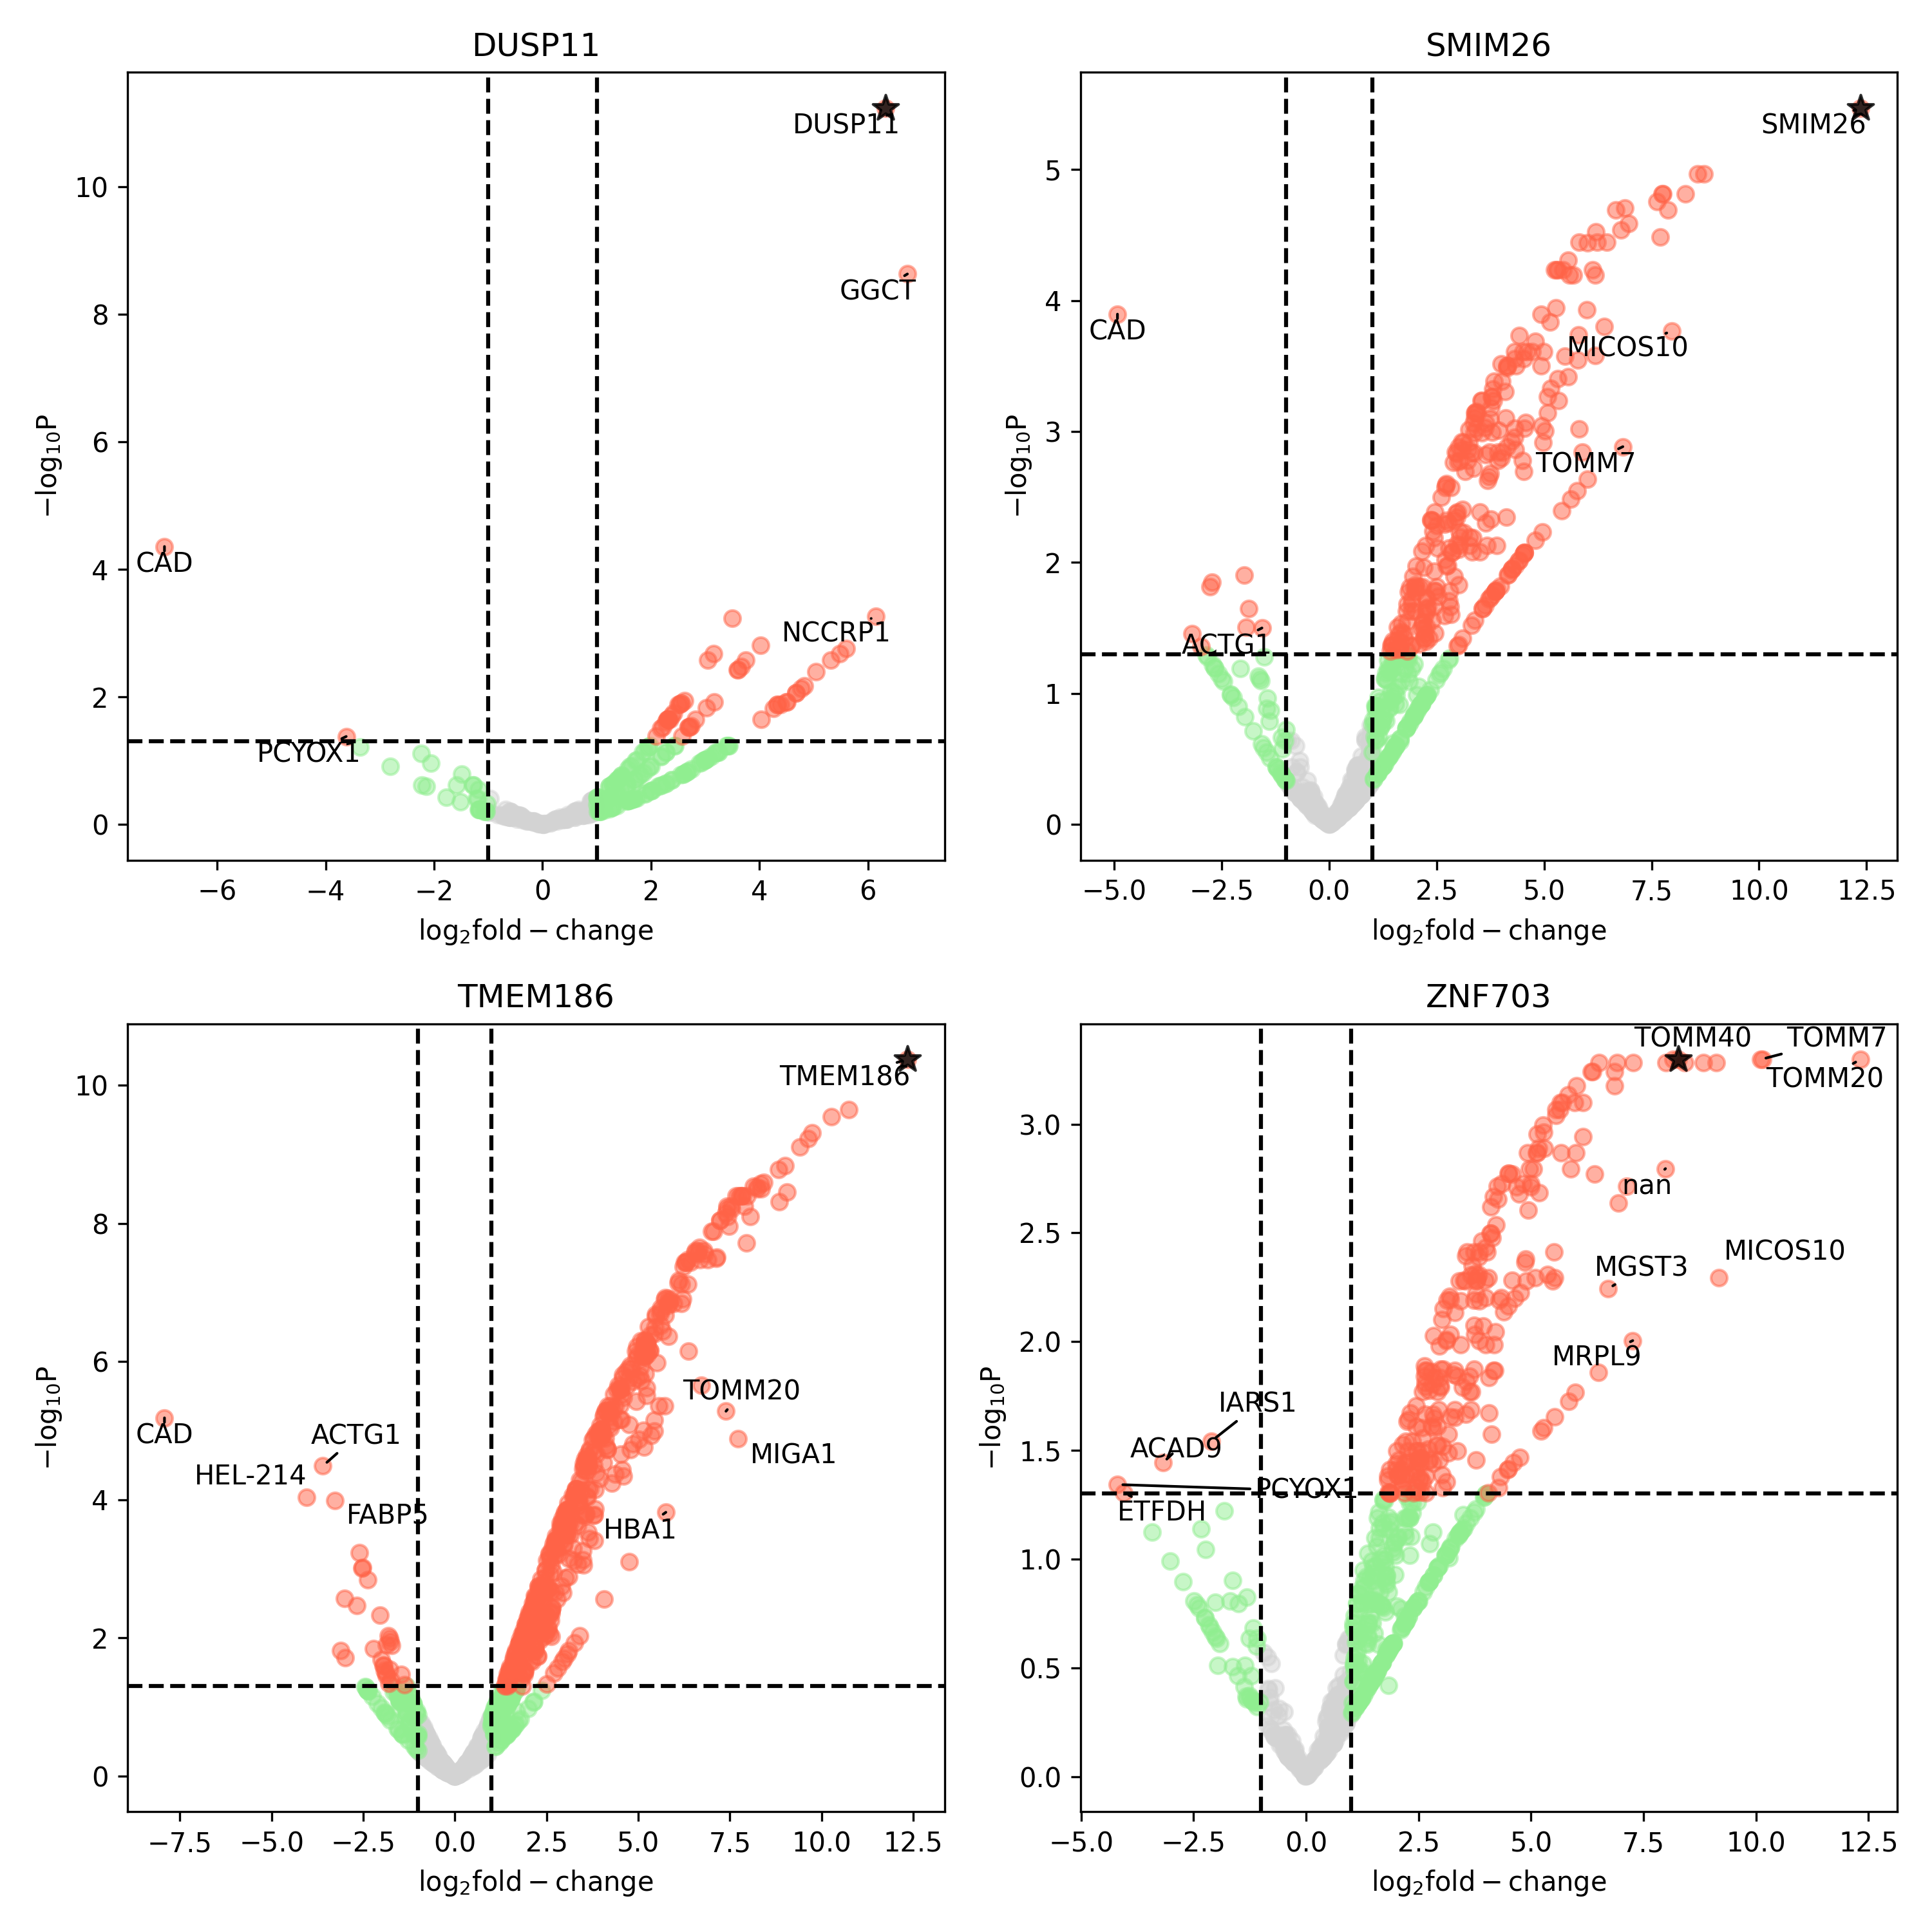 DUSP11
DUSP11
GGCT
CAD
NCCRP1
PCYOX1
10
8
6
4
2
0
−6 −4 −2 0 2 4 6
−log₁₀P
log₂fold − change
SMIM26
SMIM26
CAD
MICOS10
TOMM7
ACTG1
5
4
3
2
1
0
−5.0 −2.5 0.0 2.5 5.0 7.5 10.0 12.5
−log₁₀P
log₂fold − change
TMEM186
TMEM186
TOMM20
CAD
ACTG1
MIGA1
HEL-214
FABP5
HBA1
10
8
6
4
2
0
−7.5 −5.0 −2.5 0.0 2.5 5.0 7.5 10.0 12.5
−log₁₀P
log₂fold − change
ZNF703
TOMM40 TOMM7
TOMM20
nan
MICOS10
MGST3
MRPL9
IARS1
ACAD9
PCYOX1
ETFDH
3.0
2.5
2.0
1.5
1.0
0.5
0.0
−5.0 −2.5 0.0 2.5 5.0 7.5 10.0 12.5
−log₁₀P
log₂fold − change